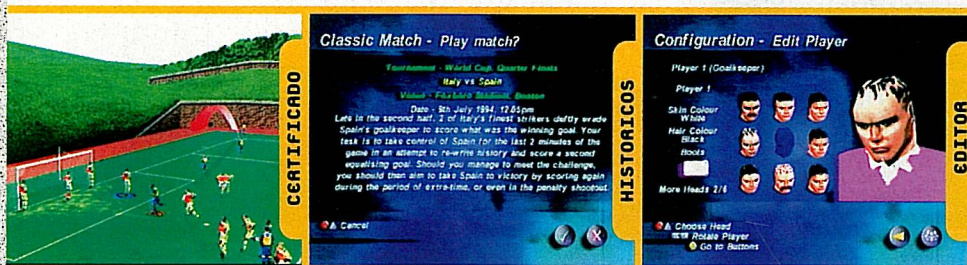 CERTIFICADO
Classic Match - Play match?
Tournament - World Cup, Quarter Finals
Italy vs Spain
Venue - Foxboro Stadium, Boston
Date - 9th July 1994, 12.05pm
Late in the second half, 2 of Italy's finest strikers deftly evade
Spain's goalkeeper to score what was the winning goal. Your
task is to take control of Spain for the last 2 minutes of the
game in an attempt to re-write history and score a second
equalising goal. Should you manage to meet the challenge,
you should then aim to take Spain to victory by scoring again
during the period of extra-time, or even in the penalty shootout.
Cancel
HISTORICOS
Configuration - Edit Player
Player 1 (Goalkeeper)
Player 1
Skin Colour
White
Hair Colour
Black
Boots
More Heads 2/6
Choose Head
Rotate Player
Go to Buttons
EDITOR